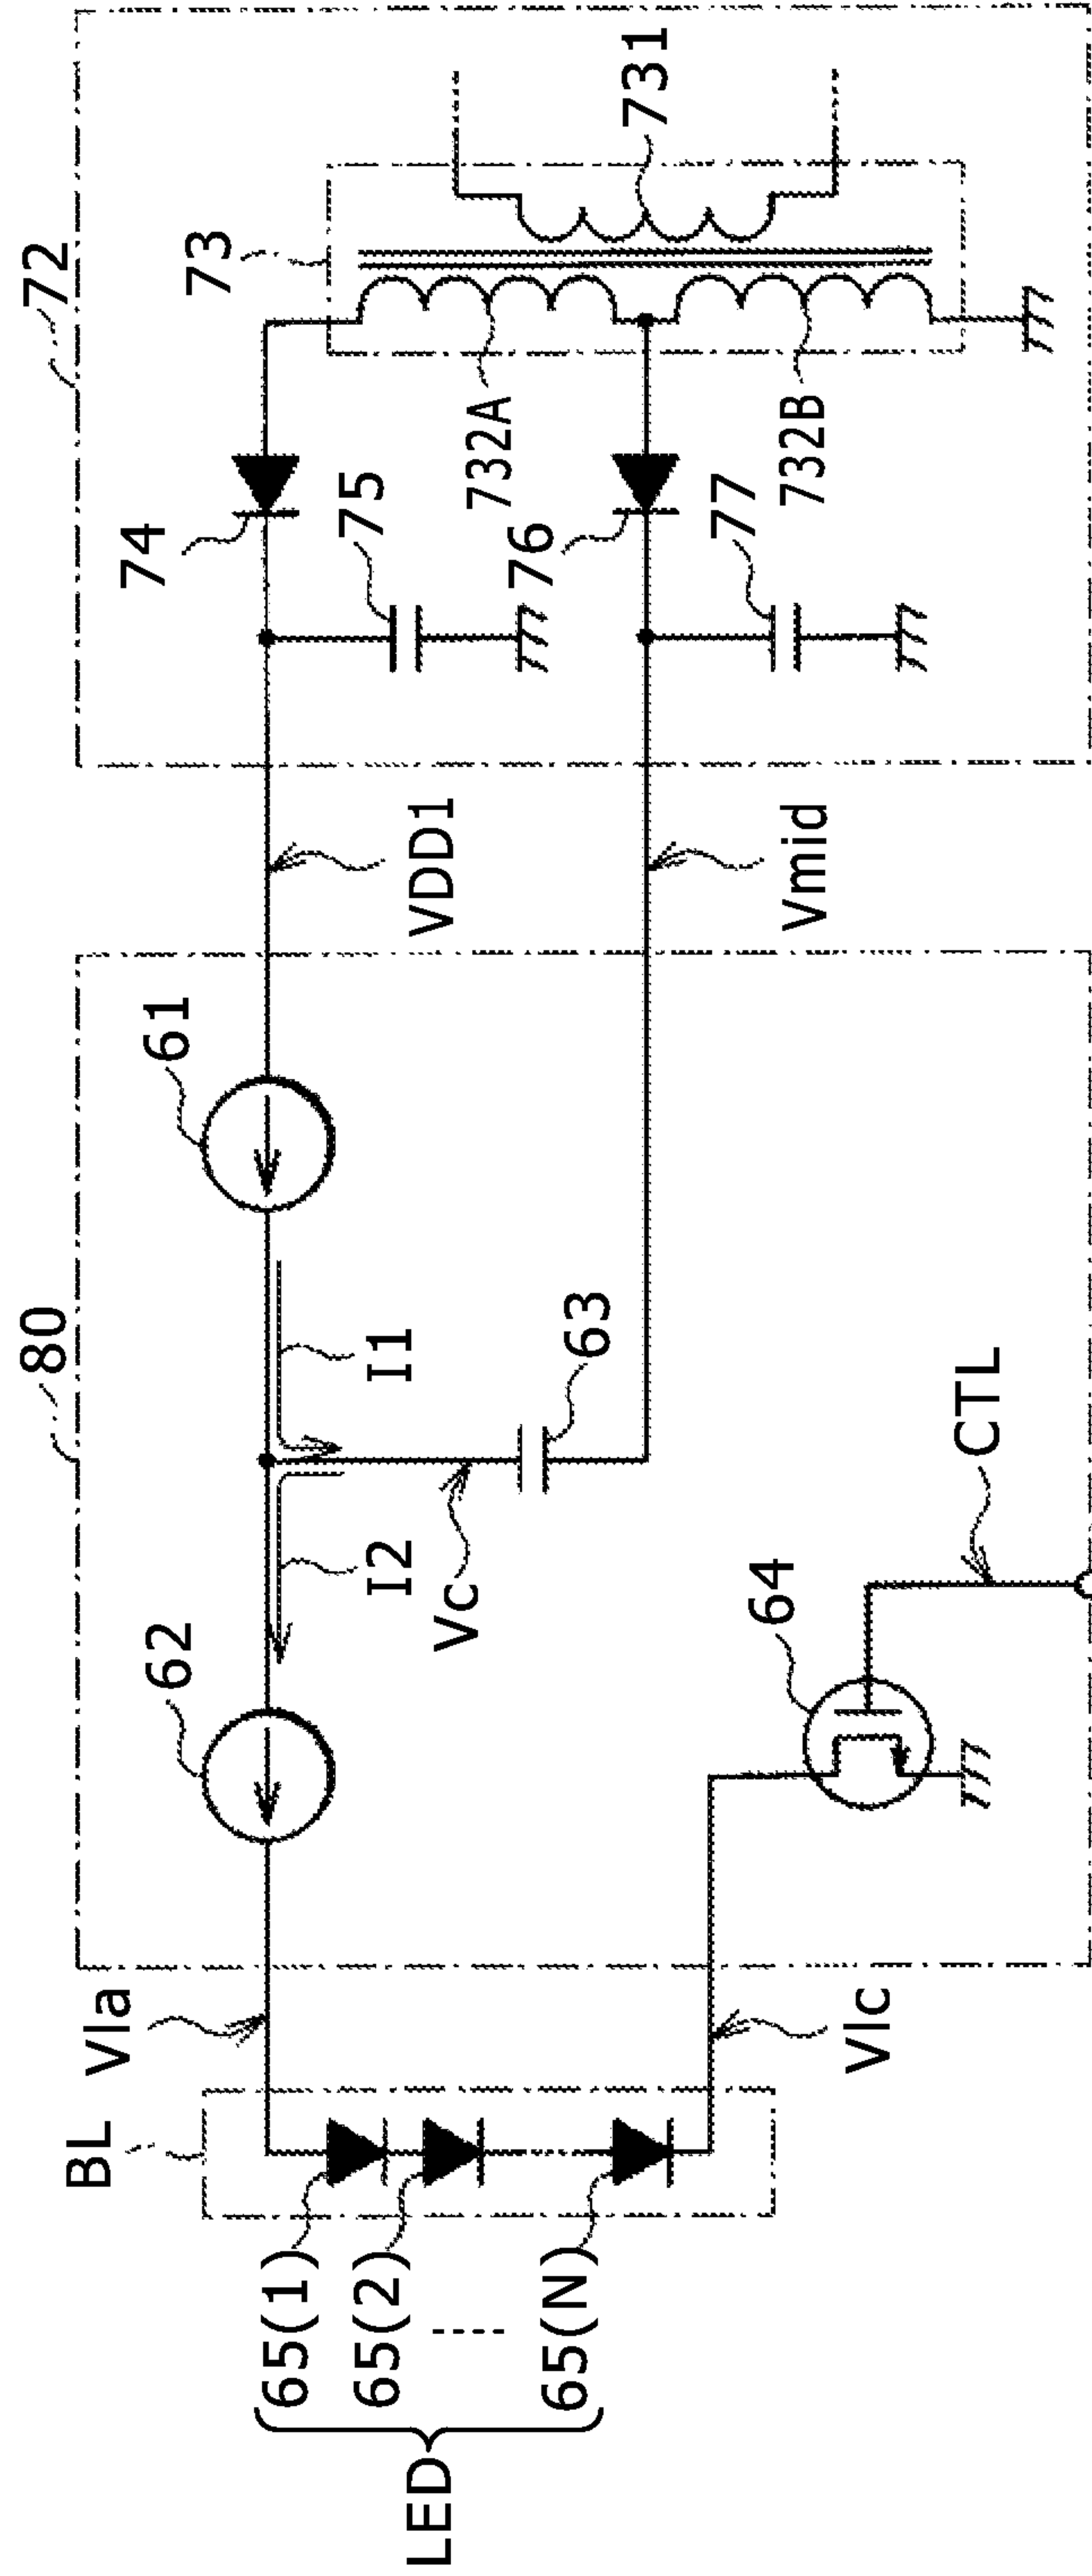 72
80
73
731
732A
732B
74
75
76
77
VDD1
Vmid
61
I1
63
I2
Vc
62
64
CTL
Vla
Vlc
BL
65(1)
65(2)
65(N)
LED